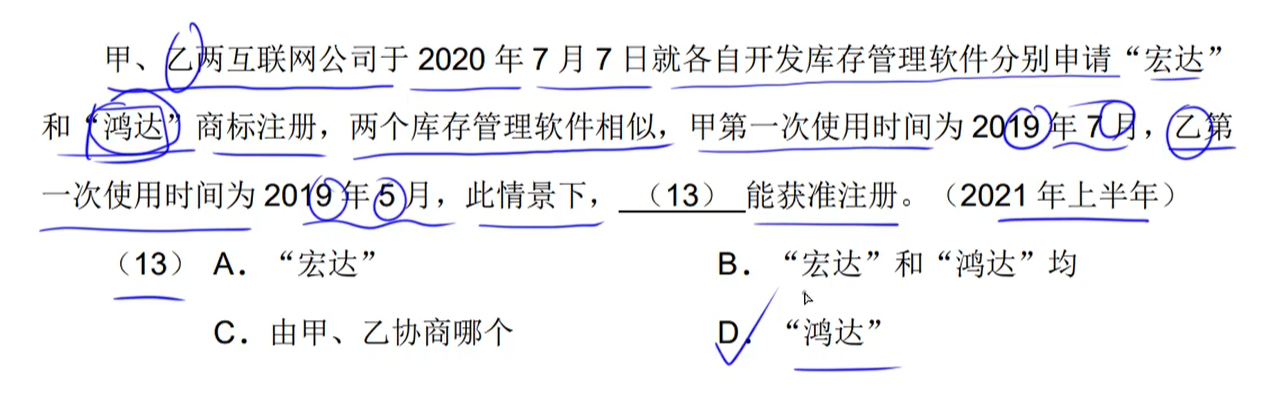 甲、乙两互联网公司于 2020 年 7 月 7 日就各自开发库存管理软件分别申请“宏达”
和“鸿达”商标注册，两个库存管理软件相似，甲第一次使用时间为 2019 年 7 月，乙第
一次使用时间为 2019 年 5 月，此情景下，（13）能获准注册。（2021 年上半年）
（13）A．“宏达” B．“宏达”和“鸿达”均
C．由甲、乙协商哪个 D．“鸿达”